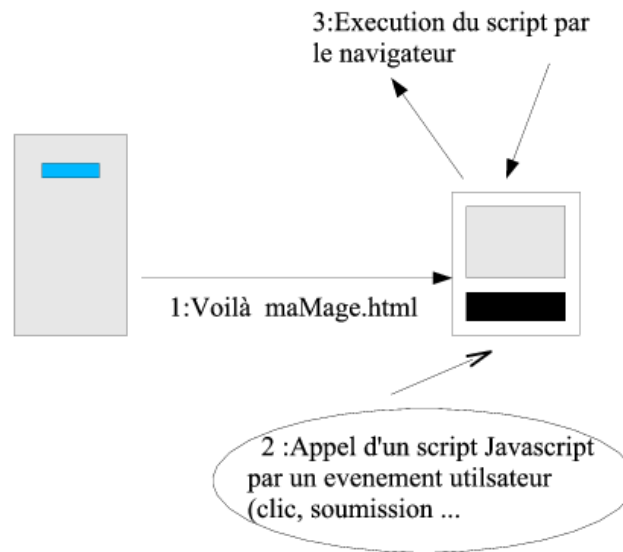 3:Execution du script par
le navigateur
1:Voilà maMage.html
2 :Appel d'un script Javascript
par un evenement utilsateur
(clic, soumission ...